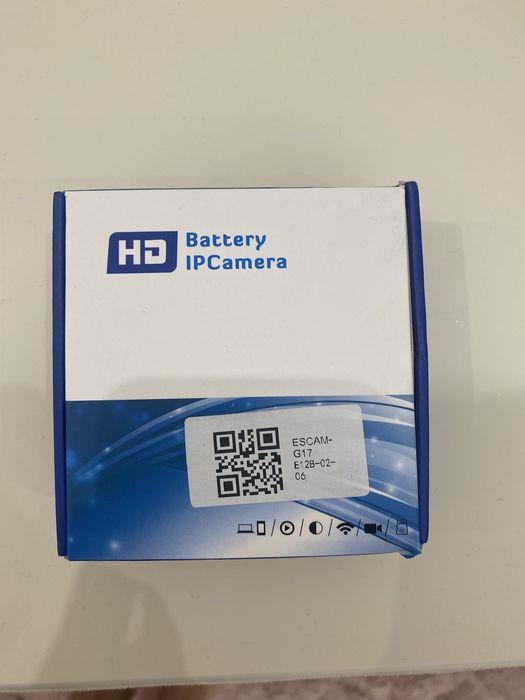 HD
Battery
IPCamera
ESCAM-
G17
E12B-02-
06